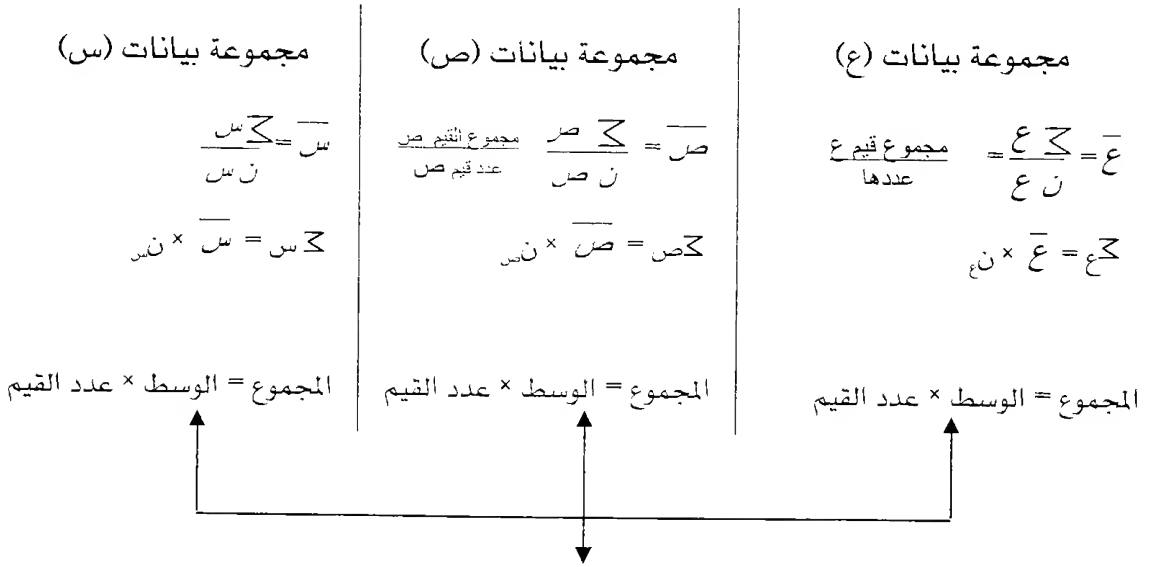 مجموعة بيانات (ع)
ع̅ = ∑ ع / ن ع = مجموع قيم ع / عددها
∑ع = ع̅ × نع
المجموع = الوسط × عدد القيم
مجموعة بيانات (ص)
ص̅ = ∑ ص / ن ص مجموع القيم ص / عدد قيم ص
∑ص = ص̅ × نص
المجموع = الوسط × عدد القيم
مجموعة بيانات (س)
س̅ = ∑ س / ن س
∑ س = س̅ × نس
المجموع = الوسط × عدد القيم